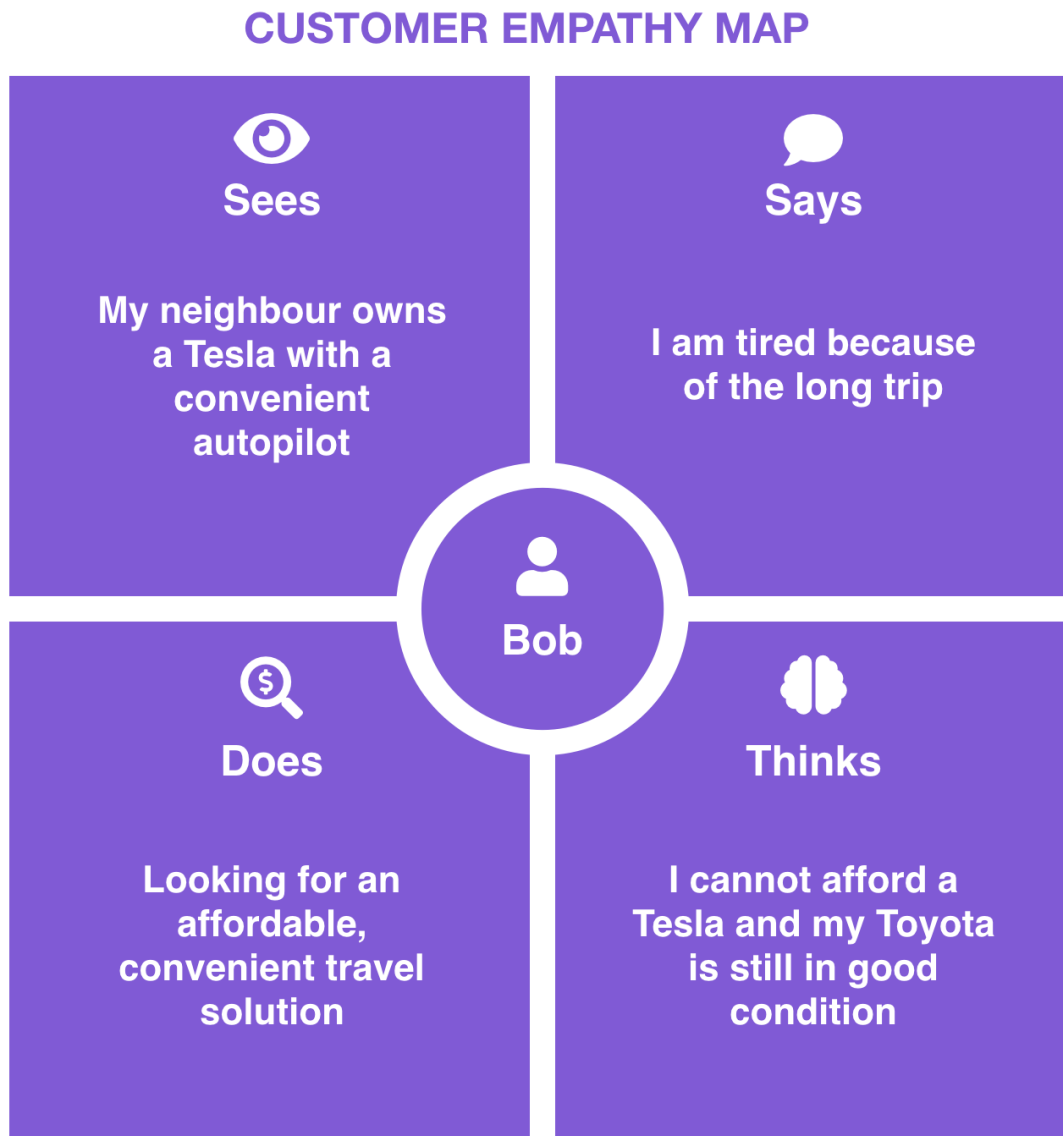 CUSTOMER EMPATHY MAP
Sees
My neighbour owns
a Tesla with a
convenient
autopilot
Says
I am tired because
of the long trip
Bob
$
Does
Looking for an
affordable,
convenient travel
solution
Thinks
I cannot afford a
Tesla and my Toyota
is still in good
condition